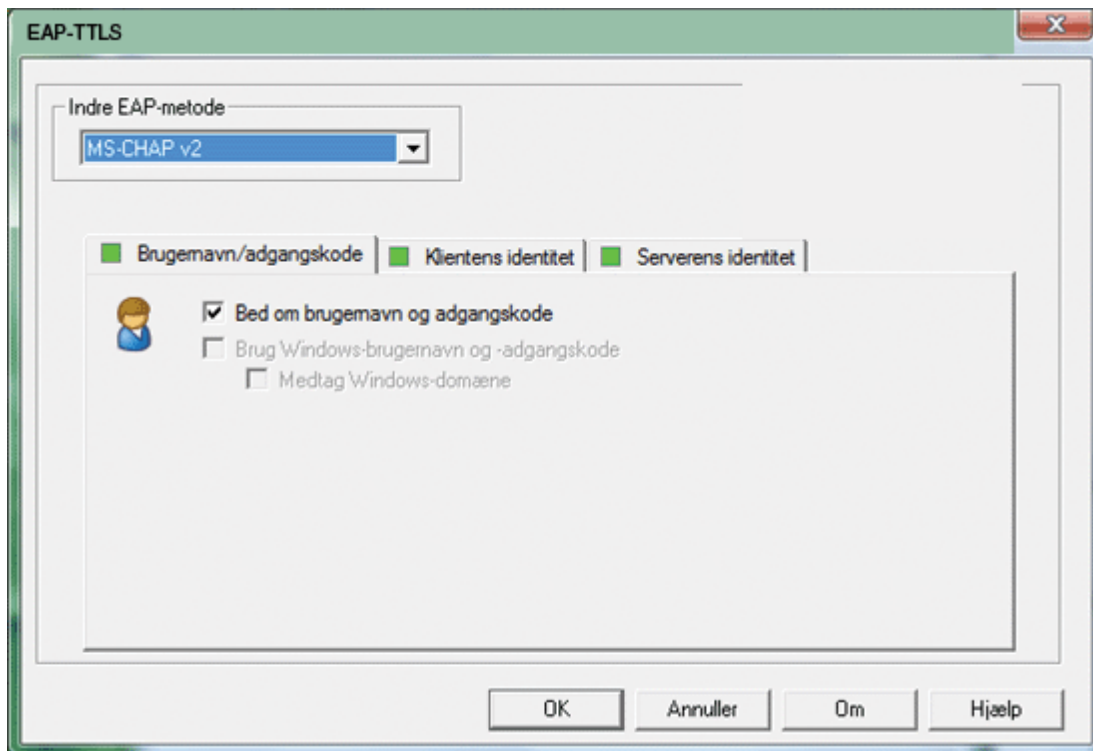 EAP-TTLS
Indre EAP-metode
MS-CHAP v2
Brugernavn/adgangskode
Klientens identitet
Serverens identitet
Bed om brugernavn og adgangskode
Brug Windows-brugernavn og -adgangskode
Medtag Windows-domæne
OK
Annuller
Om
Hjælp